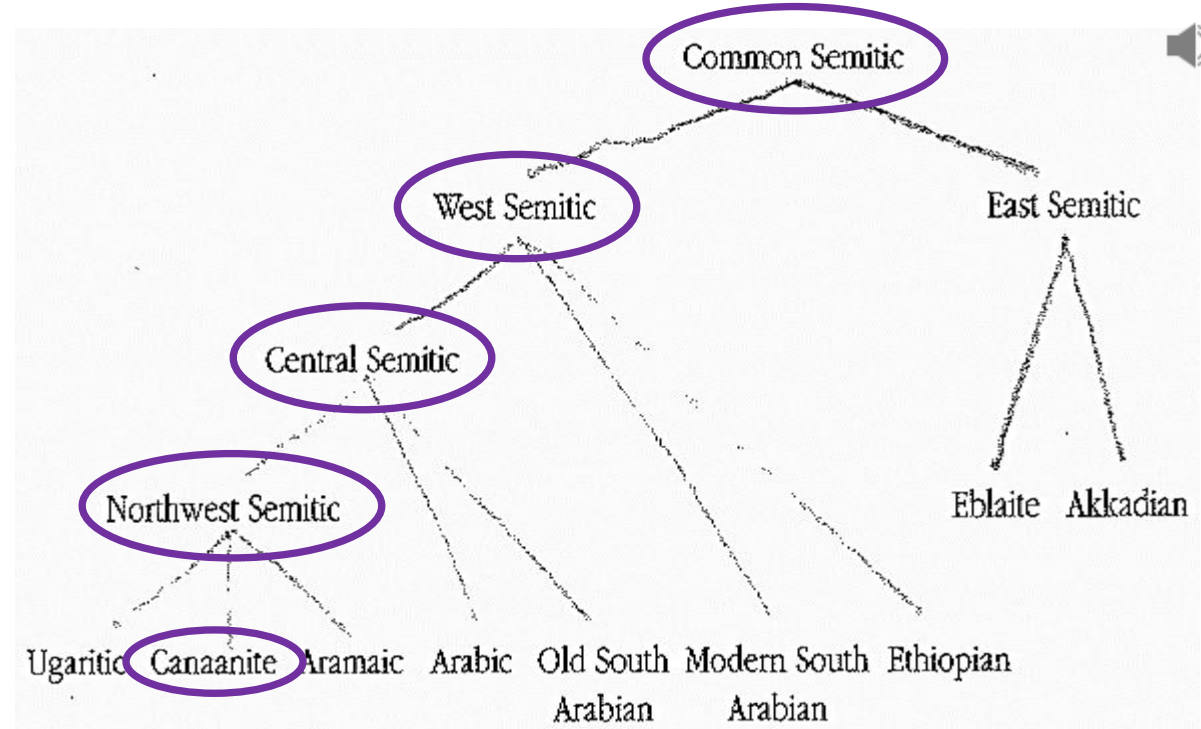 Common Semitic
West Semitic
East Semitic
Central Semitic
Northwest Semitic
Eblaite
Akkadian
Ugaritic
Canaanite
Aramaic
Arabic
Old South
Arabian
Modern South
Arabian
Ethiopian